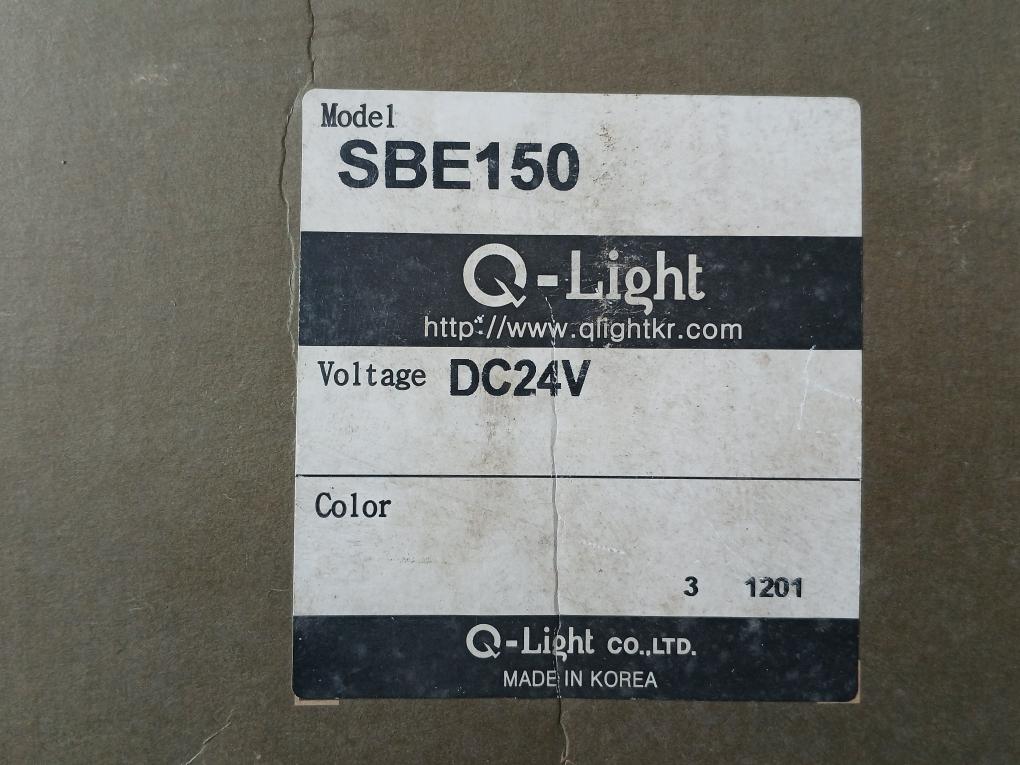 Model
SBE150
Q-Light
http://www.qlightkr.com
Voltage DC24V
Color
3 1201
Q-Light CO.,LTD.
MADE IN KOREA